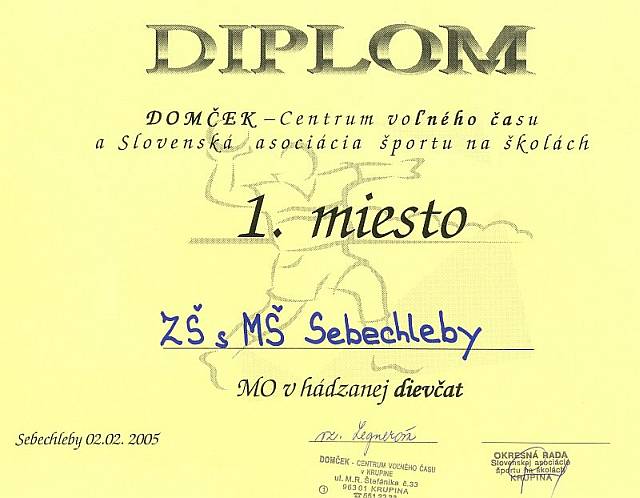 DIPLOM
DOMČEK – Centrum voľného času
a Slovenská asociácia športu na školách
1. miesto
ZŠ s MŠ Sebechleby
MO v hádzanej dievčat
Sebechleby 02.02. 2005
vz. Legnerová
DOMČEK - CENTRUM VOĽNÉHO ČASU
v KRUPINE
ul. M.R. Štefánika č.33
963 01 KRUPINA
OKRESNÁ RADA
Slovenskej asociácie
športu na školách
KRUPINA